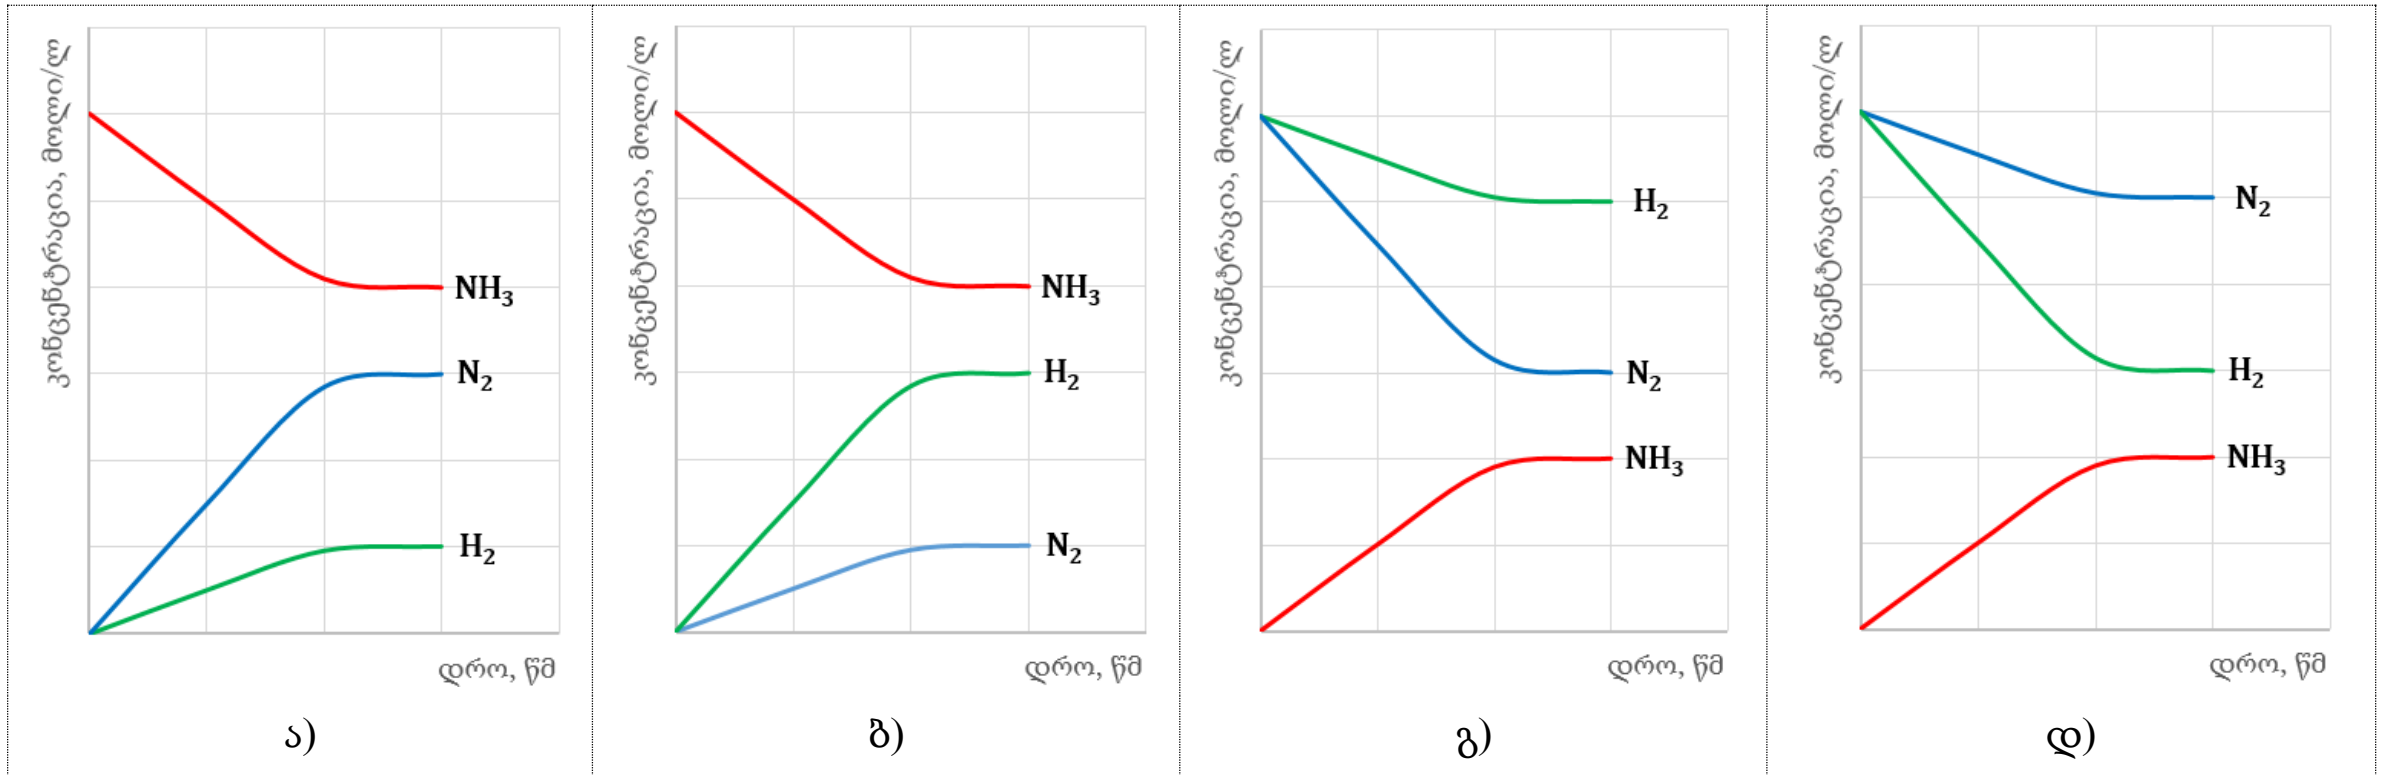 კონცენტრაცია, მოლი/ლ
NH₃
N₂
H₂
დრო, წმ
ა)
კონცენტრაცია, მოლი/ლ
NH₃
H₂
N₂
დრო, წმ
ბ)
კონცენტრაცია, მოლი/ლ
H₂
N₂
NH₃
დრო, წმ
გ)
კონცენტრაცია, მოლი/ლ
N₂
H₂
NH₃
დრო, წმ
დ)